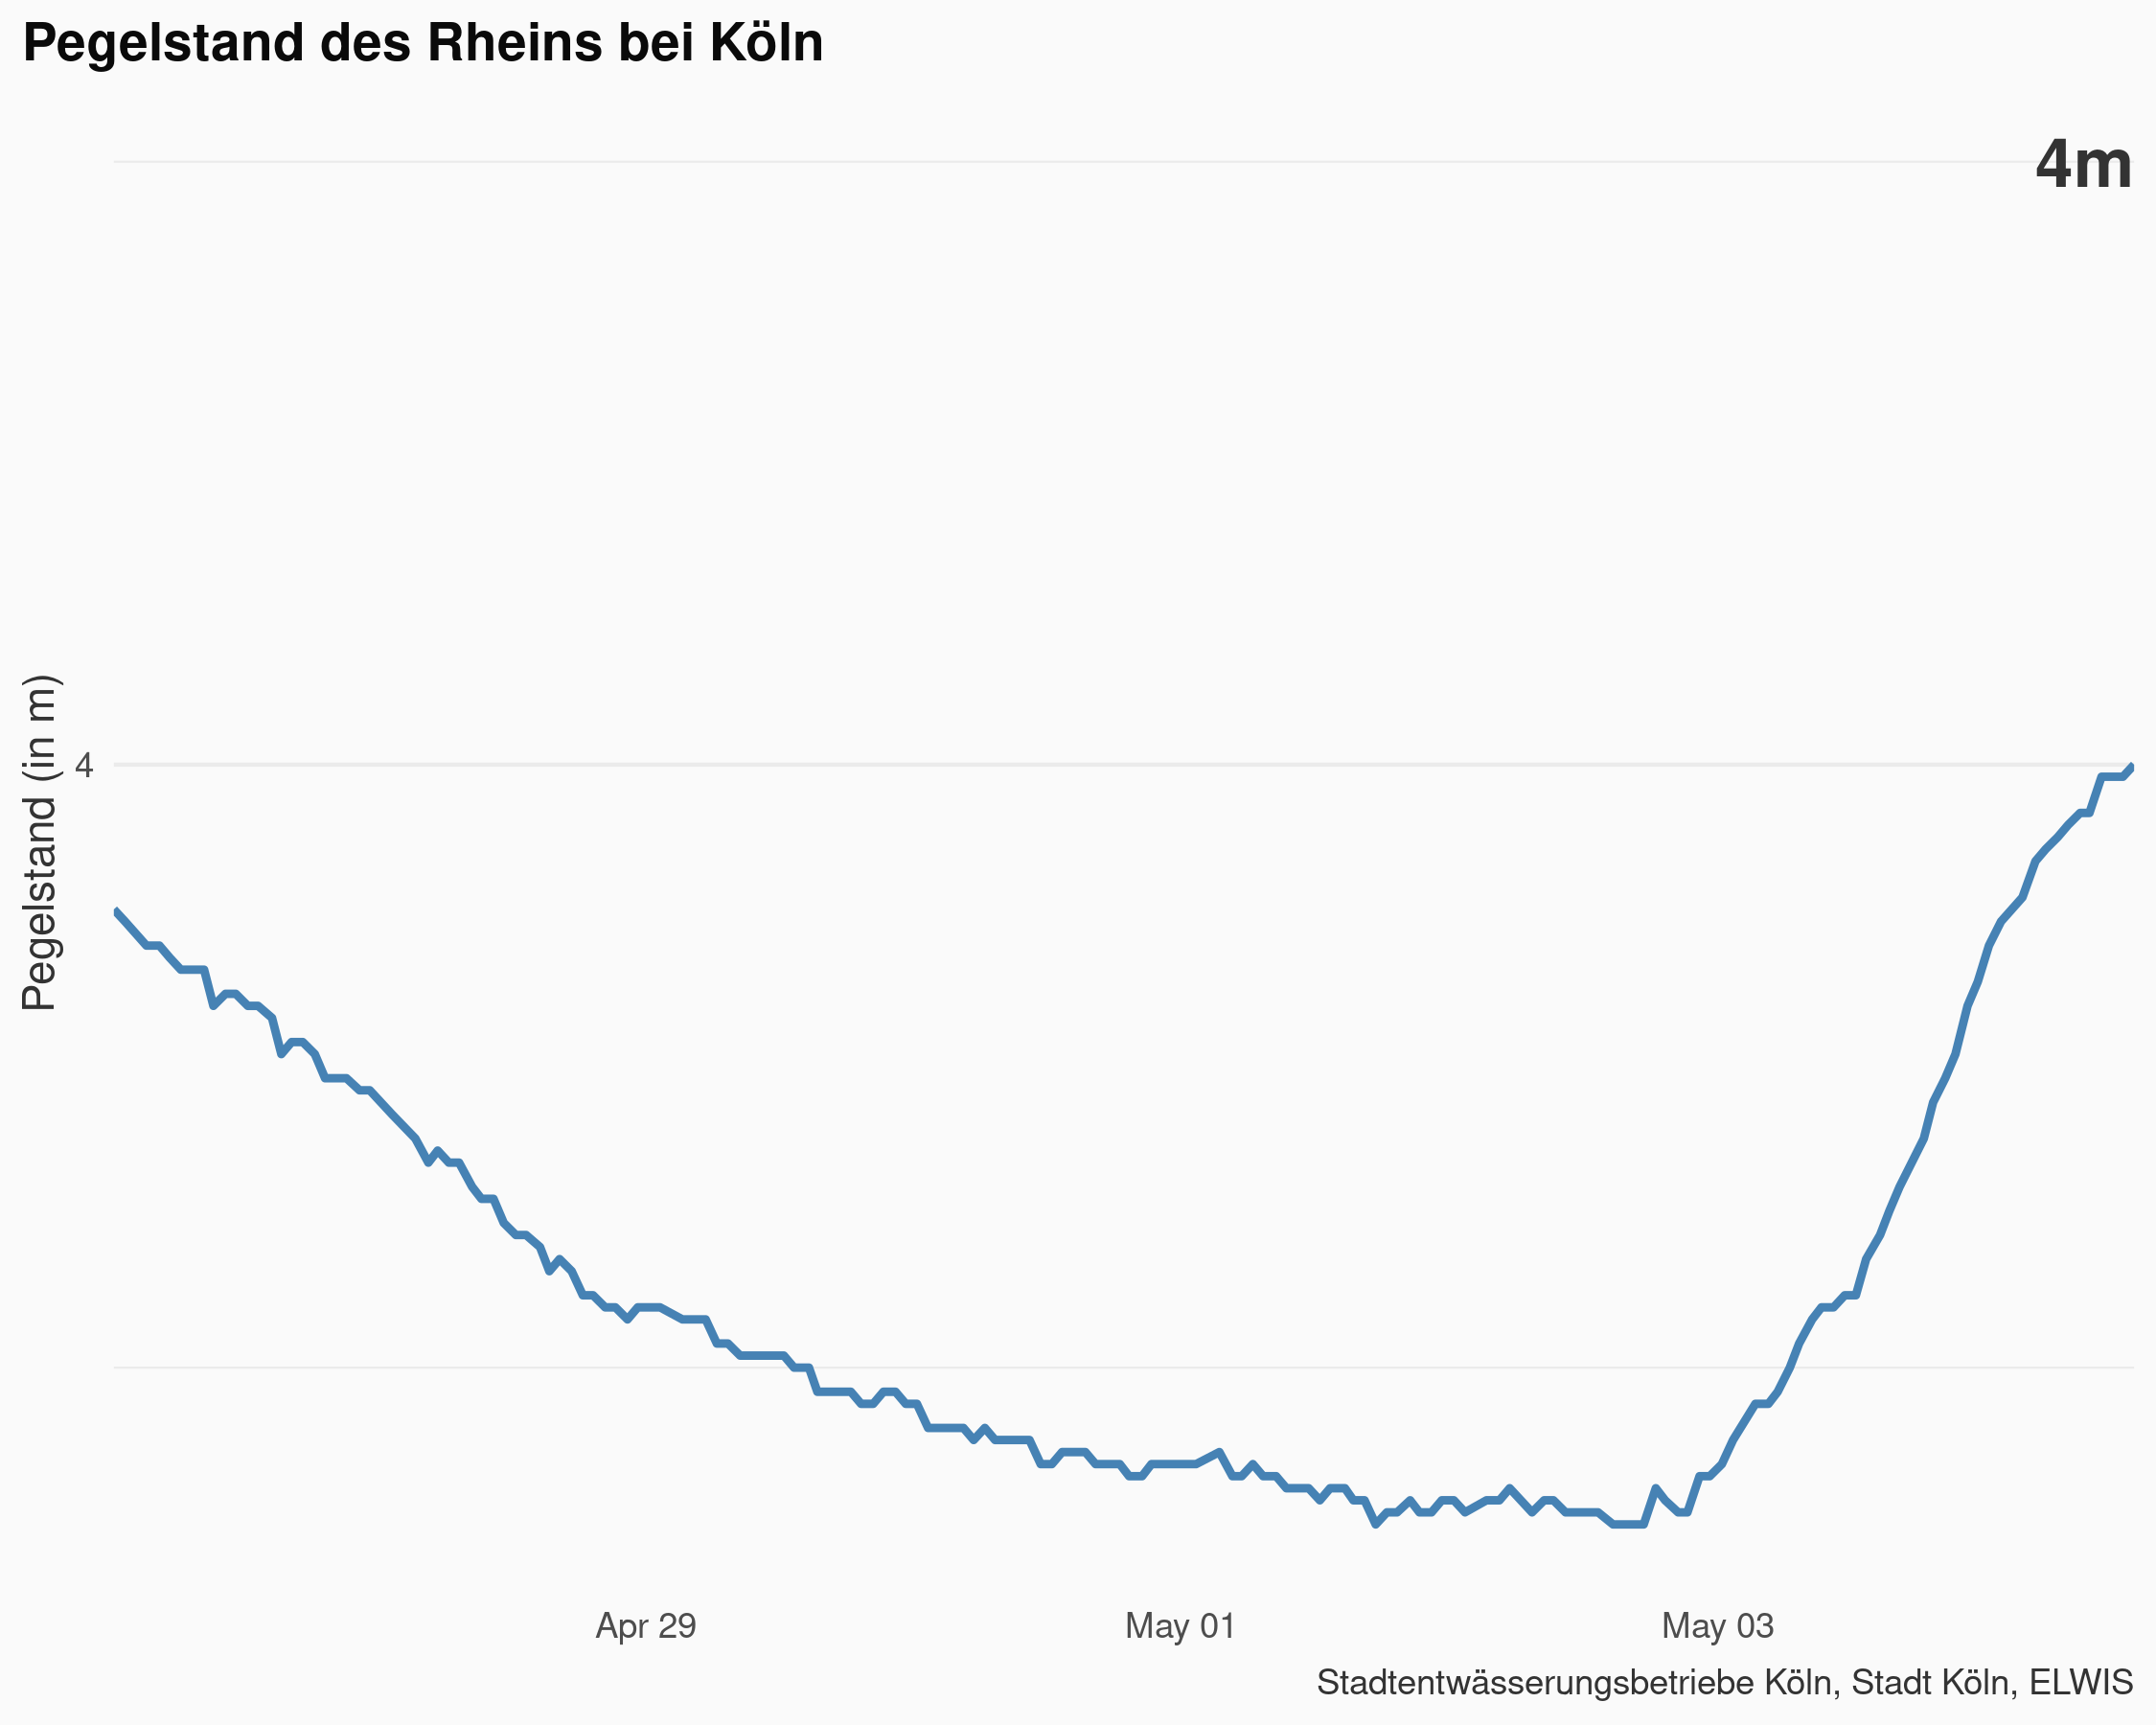 Pegelstand des Rheins bei Köln
4m
Pegelstand (in m)
4
Apr 29
May 01
May 03
Stadtentwässerungsbetriebe Köln, Stadt Köln, ELWIS